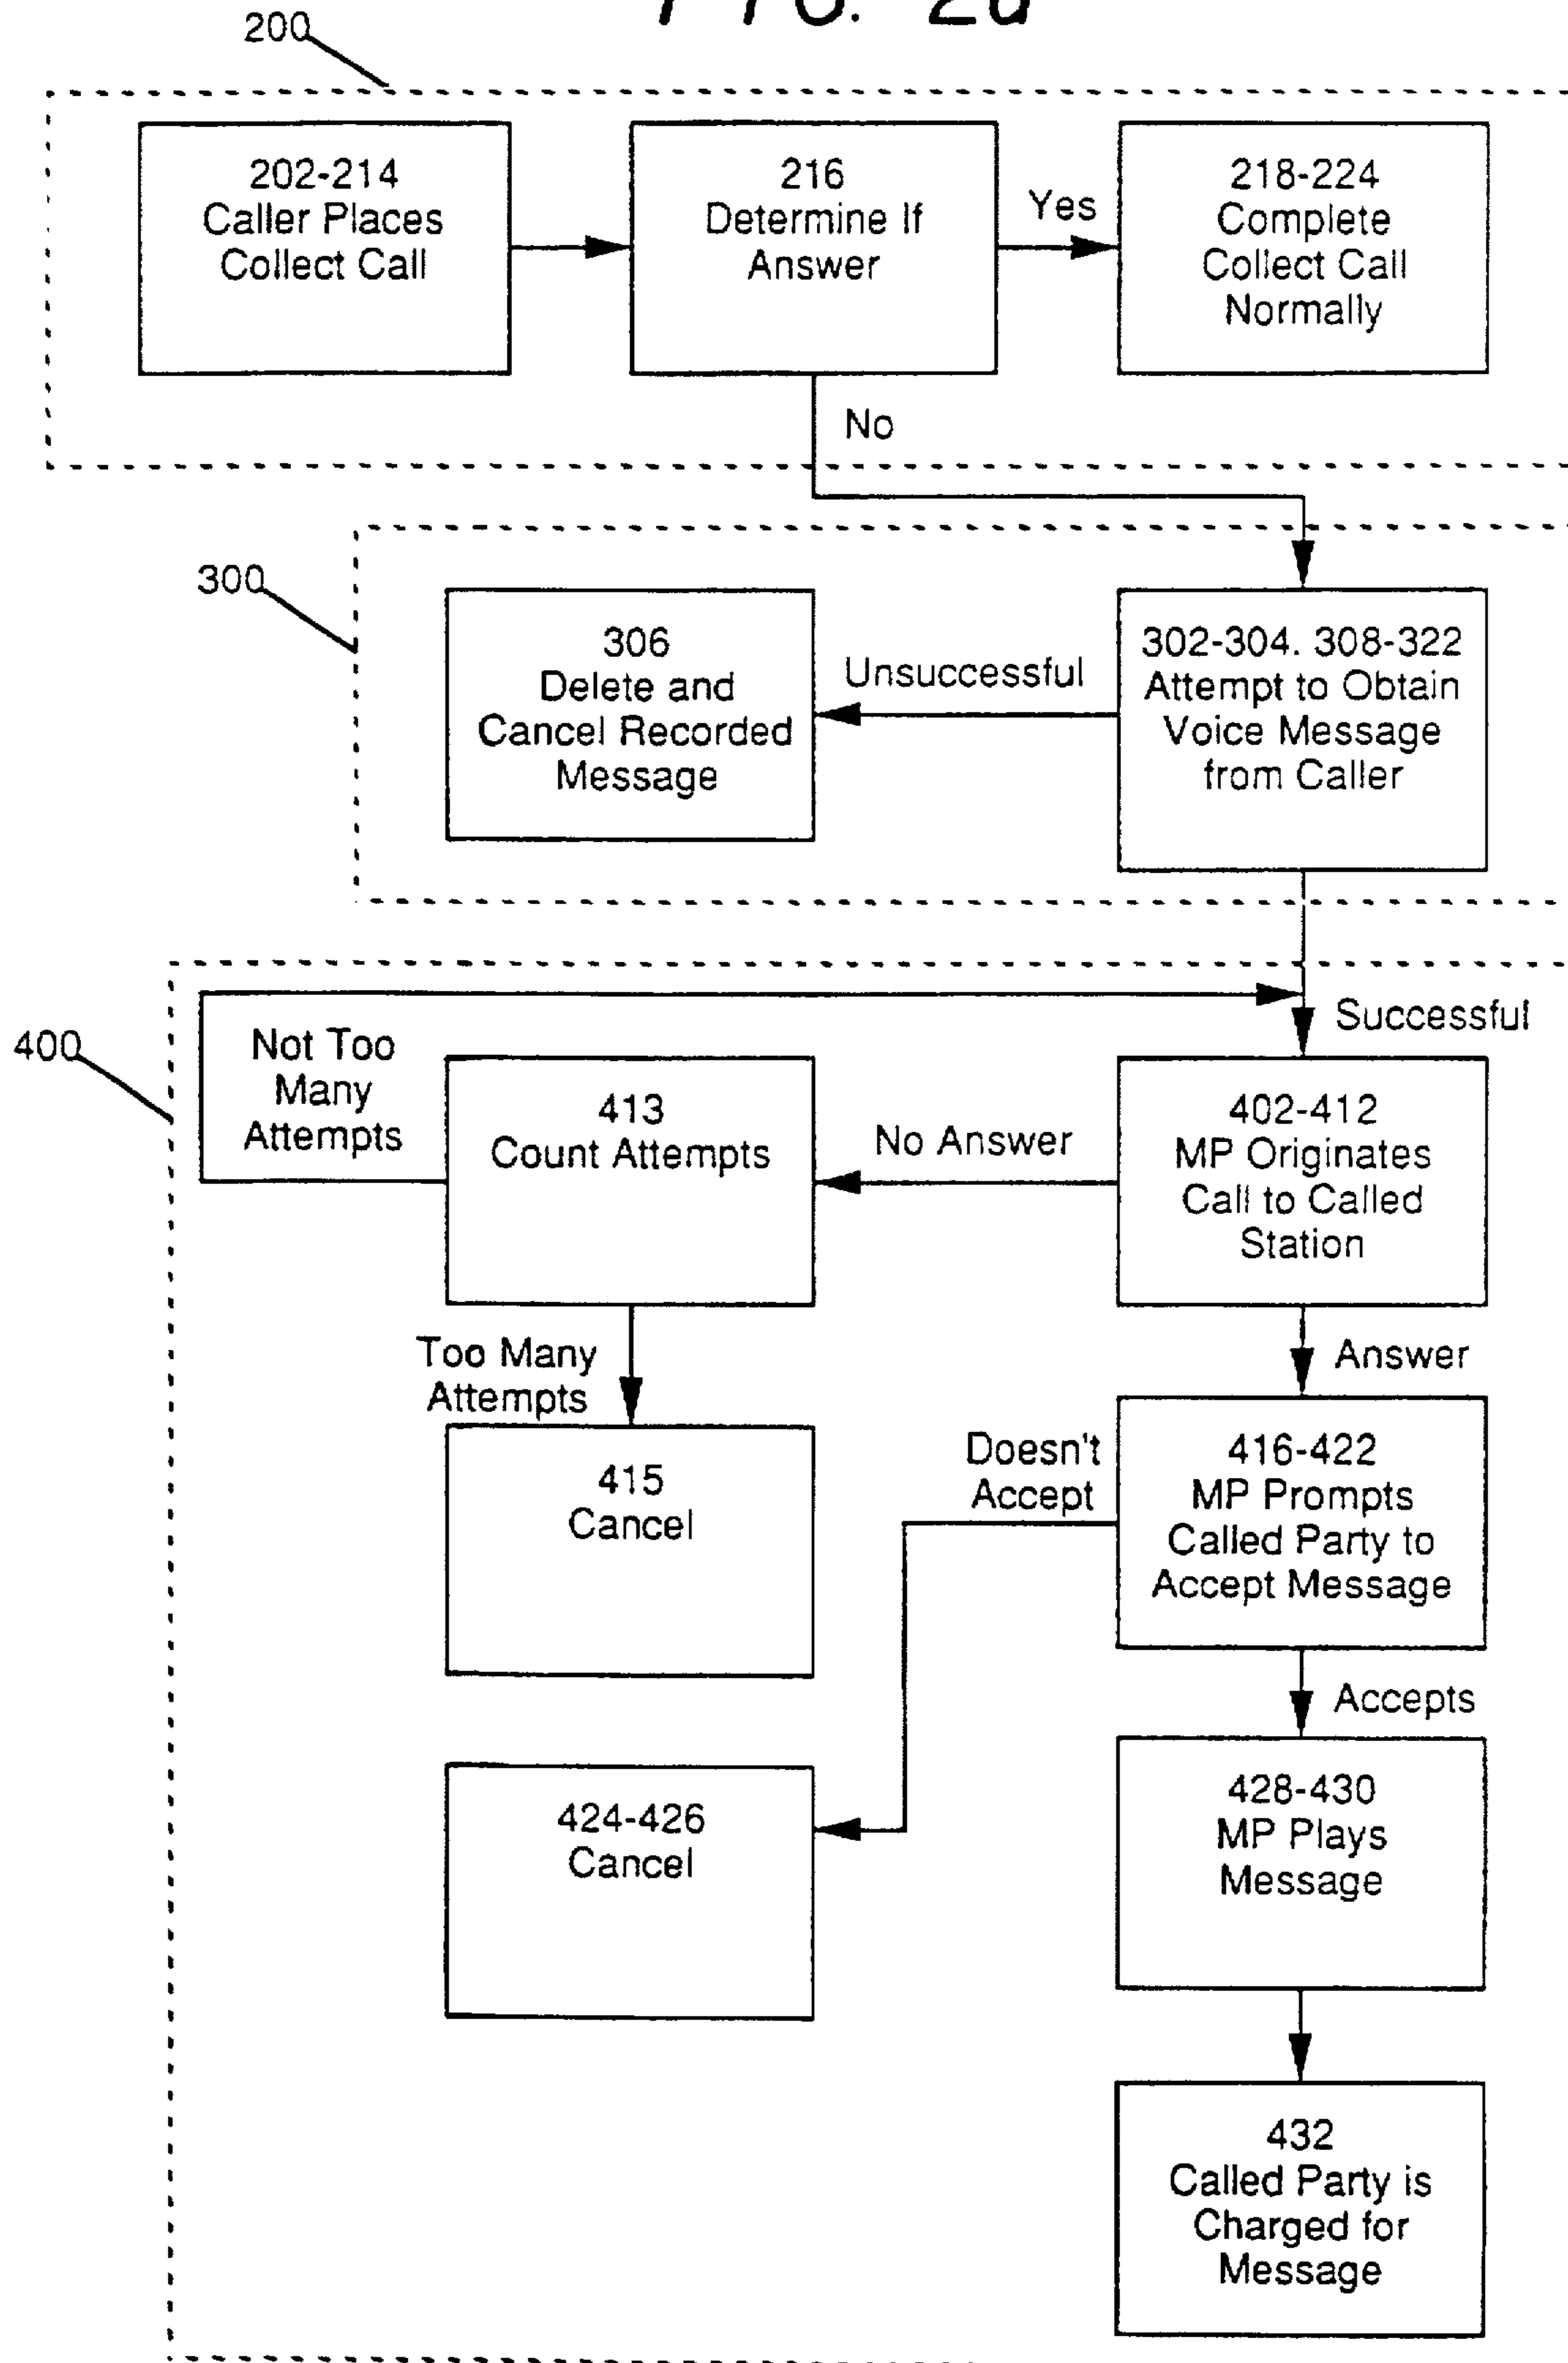 FIG. 2a
200
202-214
Caller Places
Collect Call
216
Determine If
Answer
Yes
218-224
Complete
Collect Call
Normally
No
300
306
Delete and
Cancel Recorded
Message
Unsuccessful
302-304. 308-322
Attempt to Obtain
Voice Message
from Caller
400
Not Too
Many
Attempts
413
Count Attempts
No Answer
Successful
402-412
MP Originates
Call to Called
Station
Too Many
Attempts
Answer
415
Cancel
Doesn't
Accept
416-422
MP Prompts
Called Party to
Accept Message
Accepts
424-426
Cancel
428-430
MP Plays
Message
432
Called Party is
Charged for
Message